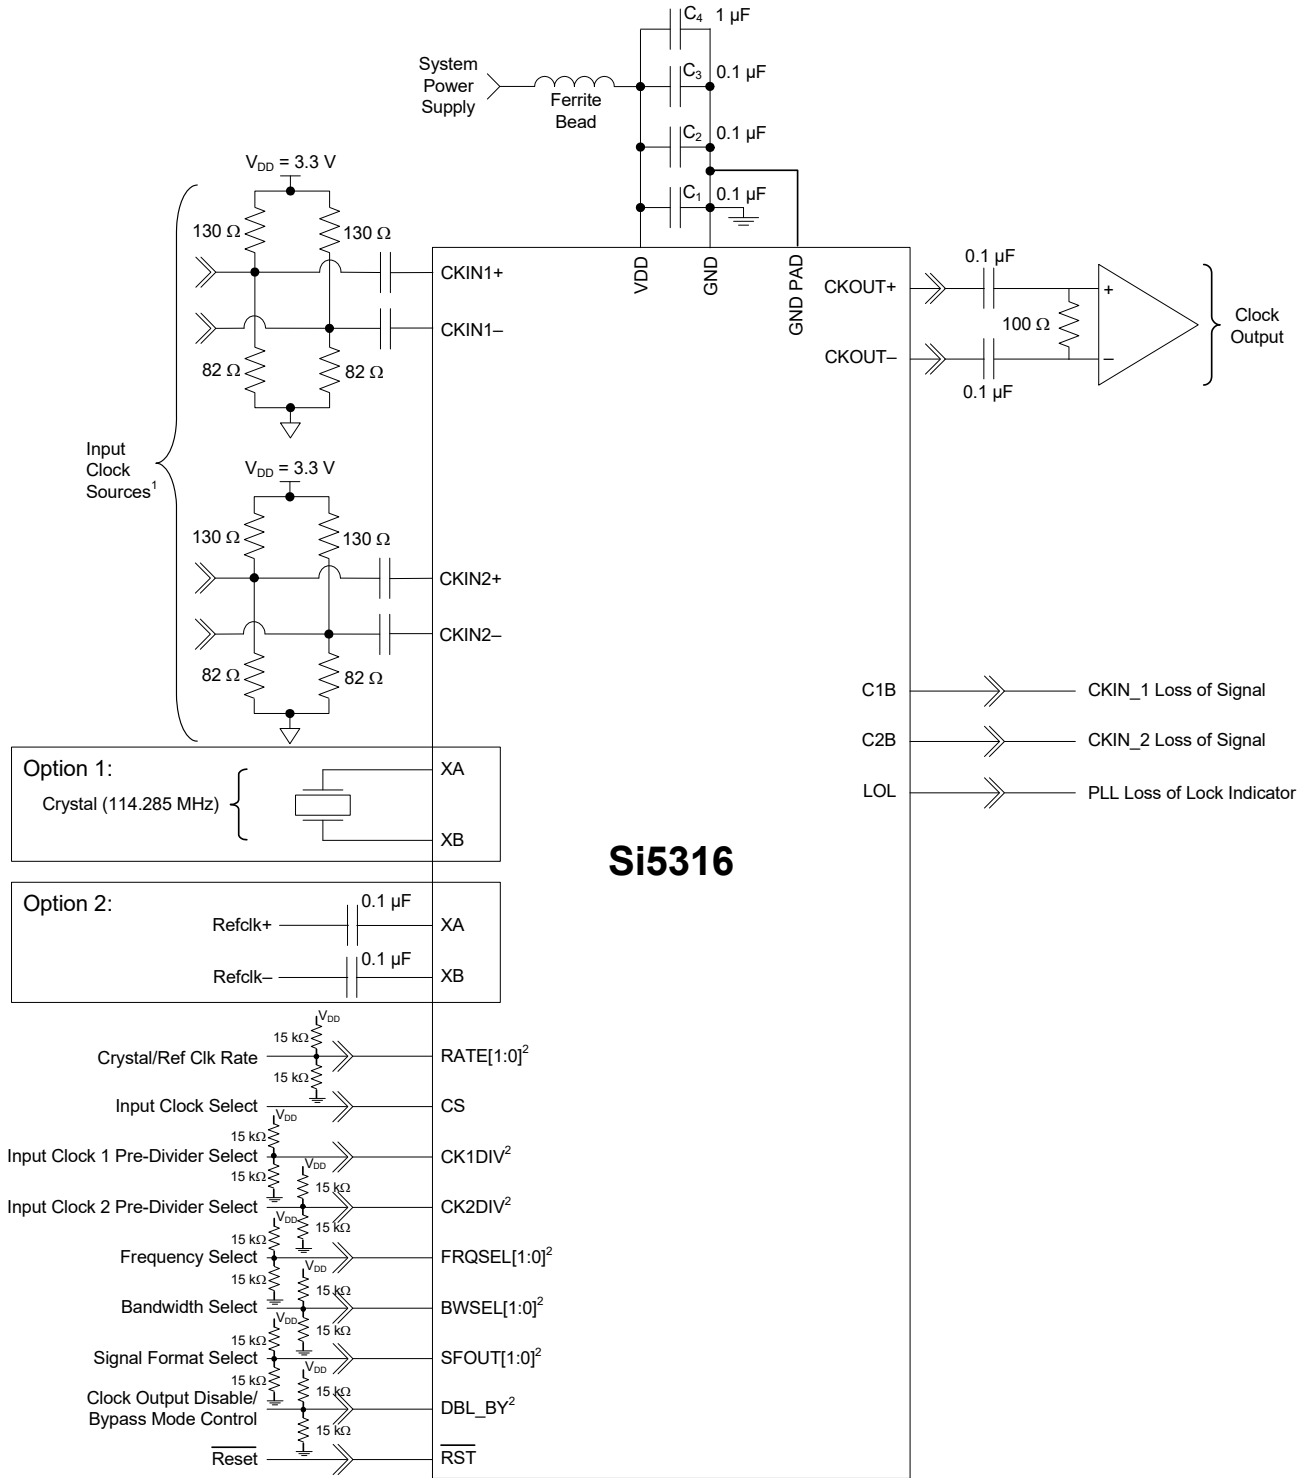 C4 1 µF
System
Power
Supply
Ferrite
Bead
C3 0.1 µF
C2 0.1 µF
C1 0.1 µF
VDD = 3.3 V
130 Ω
130 Ω
82 Ω
82 Ω
CKIN1+
CKIN1–
VDD
GND
GND PAD
CKOUT+
CKOUT–
0.1 µF
100 Ω
0.1 µF
+
–
Clock
Output
Input
Clock
Sources1
VDD = 3.3 V
130 Ω
130 Ω
82 Ω
82 Ω
CKIN2+
CKIN2–
C1B
CKIN_1 Loss of Signal
C2B
CKIN_2 Loss of Signal
LOL
PLL Loss of Lock Indicator
Option 1:
Crystal (114.285 MHz)
XA
XB
Si5316
Option 2:
Refclk+
0.1 µF
XA
Refclk–
0.1 µF
XB
VDD
15 kΩ
Crystal/Ref Clk Rate
RATE[1:0]2
15 kΩ
Input Clock Select
CS
VDD
15 kΩ
Input Clock 1 Pre-Divider Select
CK1DIV2
15 kΩ
VDD
15 kΩ
Input Clock 2 Pre-Divider Select
CK2DIV2
15 kΩ
VDD
15 kΩ
Frequency Select
FRQSEL[1:0]2
15 kΩ
VDD
15 kΩ
Bandwidth Select
BWSEL[1:0]2
15 kΩ
VDD
15 kΩ
Signal Format Select
SFOUT[1:0]2
15 kΩ
VDD
15 kΩ
Clock Output Disable/
Bypass Mode Control
DBL_BY2
15 kΩ
Reset
RST